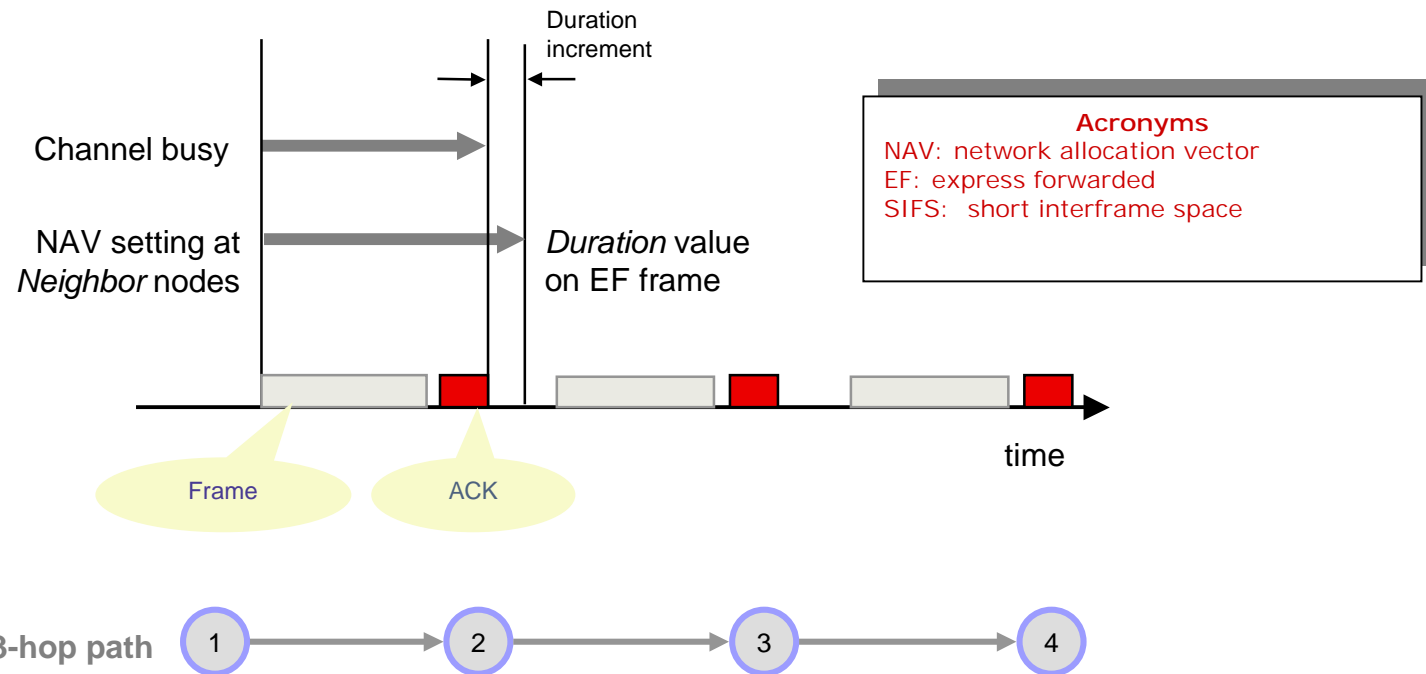 Duration
increment
Channel busy
NAV setting at
Neighbor nodes
Duration value
on EF frame
Acronyms
NAV: network allocation vector
EF: express forwarded
SIFS: short interframe space
time
Frame
ACK
3-hop path
1
2
3
4